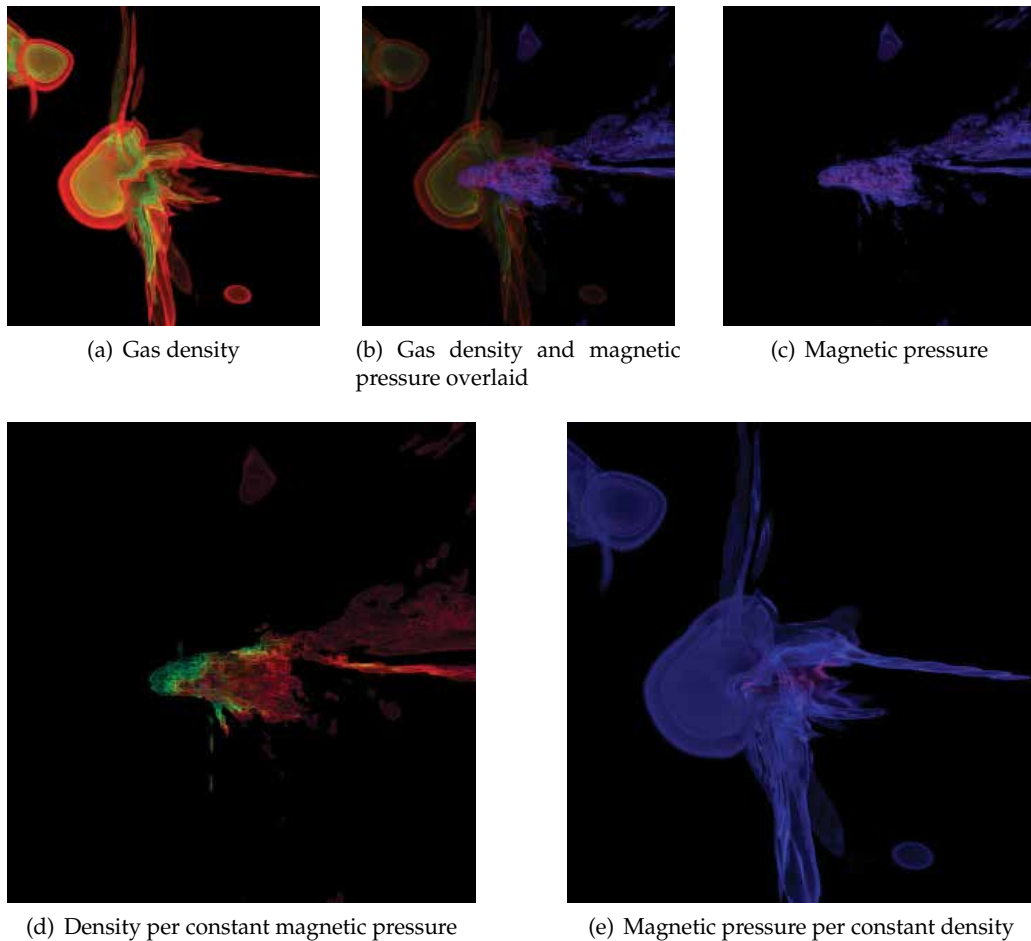 (a) Gas density
(b) Gas density and magnetic
pressure overlaid
(c) Magnetic pressure
(d) Density per constant magnetic pressure
(e) Magnetic pressure per constant density